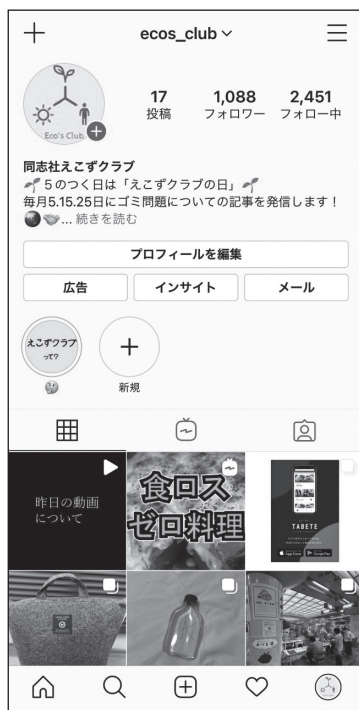 ecos_club
Eco's Club
17
投稿
1,088
フォロワー
2,451
フォロー中
同志社えこずクラブ
５のつく日は「えこずクラブの日」
毎月5.15.25日にゴミ問題についての記事を発信します！
... 続きを読む
プロフィールを編集
広告
インサイト
メール
えこずクラブ
って?
新規
昨日の動画
について
食ロス
ゼロ料理
TABETE
App Store
Google Play